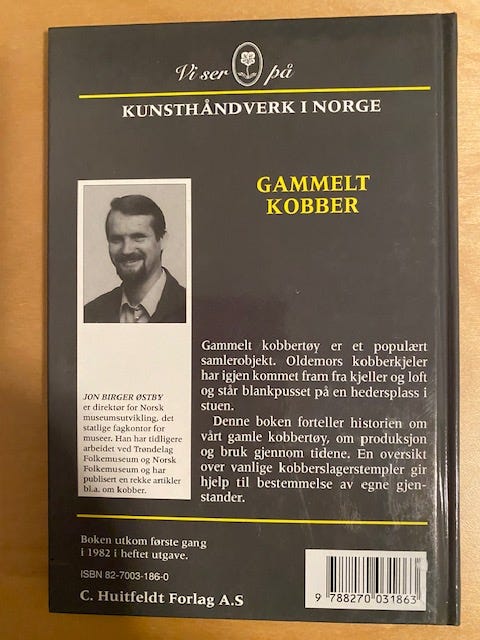 Vi ser på
KUNSTHÅNDVERK I NORGE
GAMMELT
KOBBER
JON BIRGER ØSTBY
er direktør for Norsk
museumsutvikling, det
statlige fagkontor for
museer. Han har tidligere
arbeidet ved Trøndelag
Folkemuseum og Norsk
Folkemuseum og har
publisert en rekke artikler
bl.a. om kobber.
Gammelt kobbertøy er et populært
samlerobjekt. Oldemors kobberkjeler
har igjen kommet fram fra kjeller og loft
og står blankpusset på en hedersplass i
stuen.
Denne boken forteller historien om
vårt gamle kobbertøy, om produksjon
og bruk gjennom tidene. En oversikt
over vanlige kobberslagerstempler gir
hjelp til bestemmelse av egne gjen-
stander.
Boken utkom første gang
i 1982 i heftet utgave.
ISBN 82-7003-186-0
C. Huitfeldt Forlag A.S
9 788270 031863